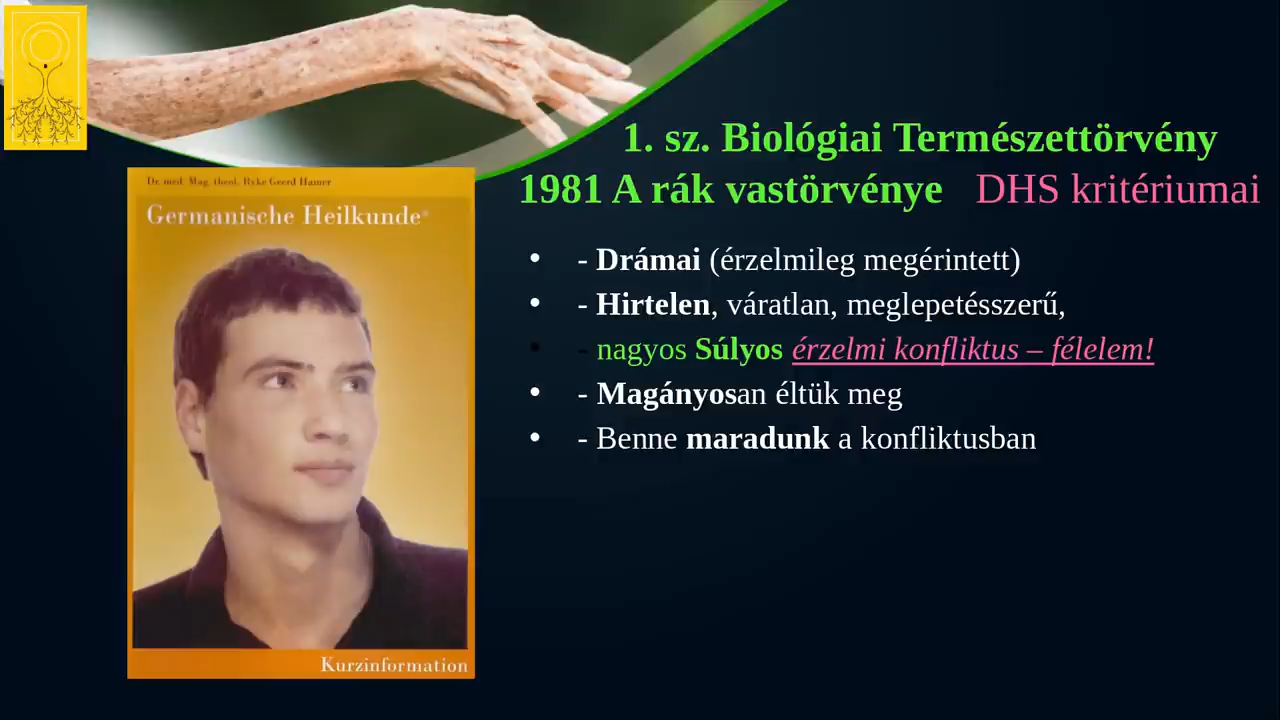 1. sz. Biológiai Természettörvény
1981 A rák vastörvénye DHS kritériumai
Dr. med. Mag. theol. Ryke Geerd Hamer
Germanische Heilkunde®
Kurzinformation
• - Drámai (érzelmileg megérintett)
• - Hirtelen, váratlan, meglepetésszerű,
• - nagyos Súlyos érzelmi konfliktus – félelem!
• - Magányosan éltük meg
• - Benne maradunk a konfliktusban